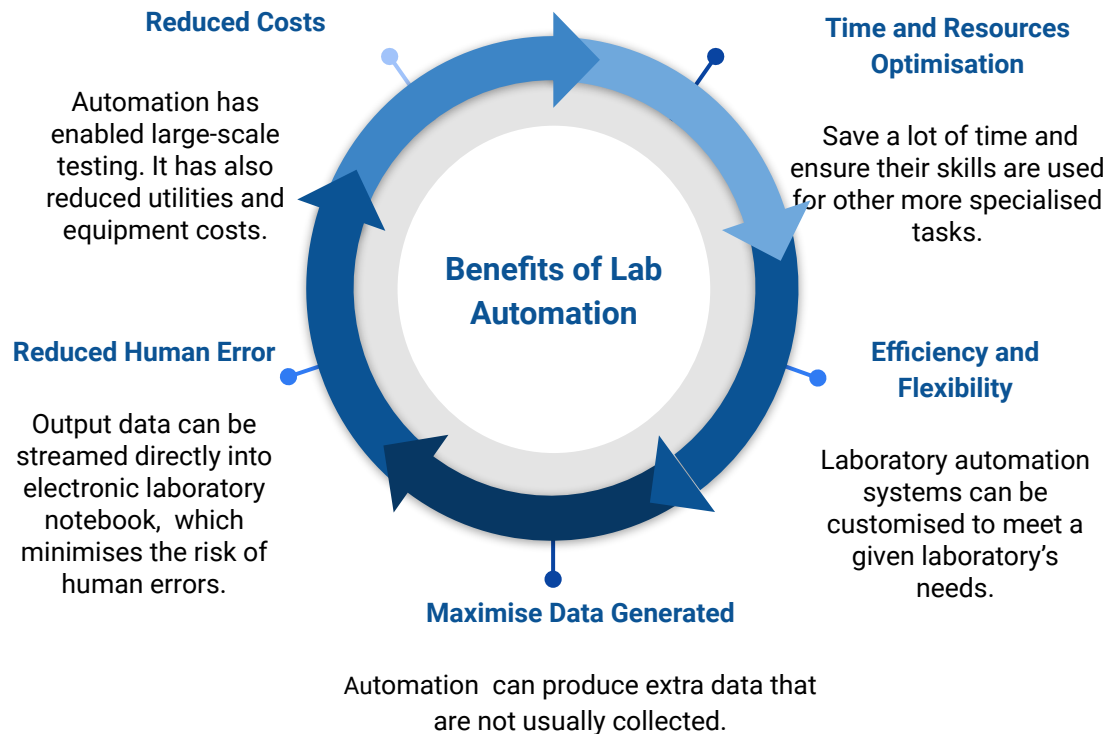 Benefits of Lab
Automation
Reduced Costs
Automation has
enabled large-scale
testing. It has also
reduced utilities and
equipment costs.
Time and Resources
Optimisation
Save a lot of time and
ensure their skills are used
for other more specialised
tasks.
Efficiency and
Flexibility
Laboratory automation
systems can be
customised to meet a
given laboratory’s
needs.
Maximise Data Generated
Automation  can produce extra data that
are not usually collected.
Reduced Human Error
Output data can be
streamed directly into
electronic laboratory
notebook,  which
minimises the risk of
human errors.